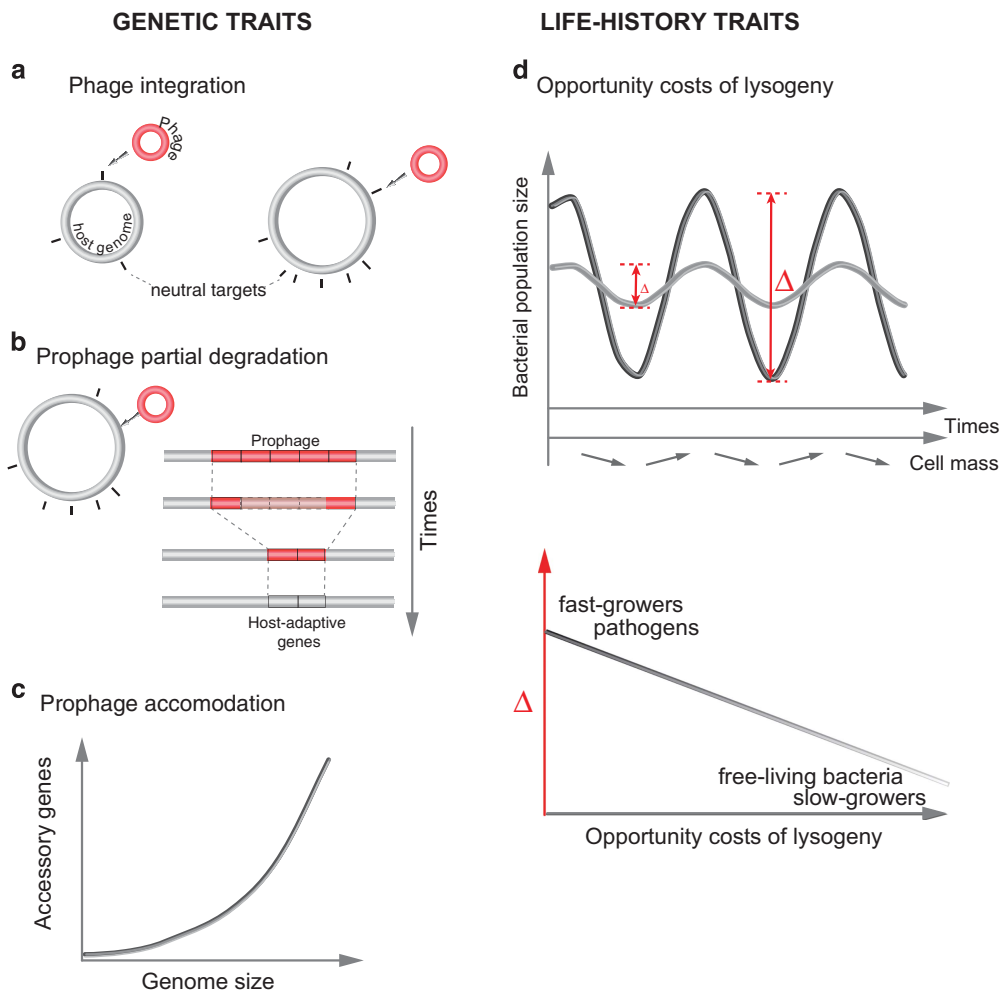 GENETIC TRAITS
a
Phage integration
Phage
host genome
neutral targets
b
Prophage partial degradation
Prophage
Times
Host-adaptive
genes
c
Prophage accomodation
Accessory genes
Genome size
LIFE-HISTORY TRAITS
d
Opportunity costs of lysogeny
Bacterial population size
Δ
Δ
Times
Cell mass
fast-growers
pathogens
Δ
free-living bacteria
slow-growers
Opportunity costs of lysogeny